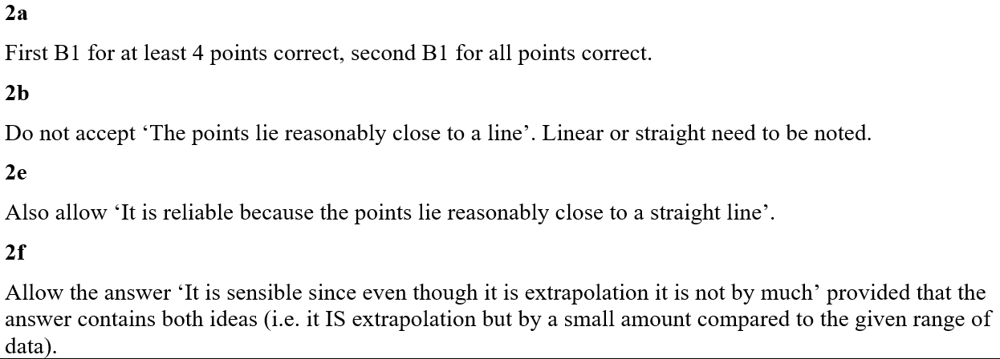 2a
First B1 for at least 4 points correct, second B1 for all points correct.
2b
Do not accept ‘The points lie reasonably close to a line’. Linear or straight need to be noted.
2e
Also allow ‘It is reliable because the points lie reasonably close to a straight line’.
2f
Allow the answer ‘It is sensible since even though it is extrapolation it is not by much’ provided that the
answer contains both ideas (i.e. it IS extrapolation but by a small amount compared to the given range of
data).